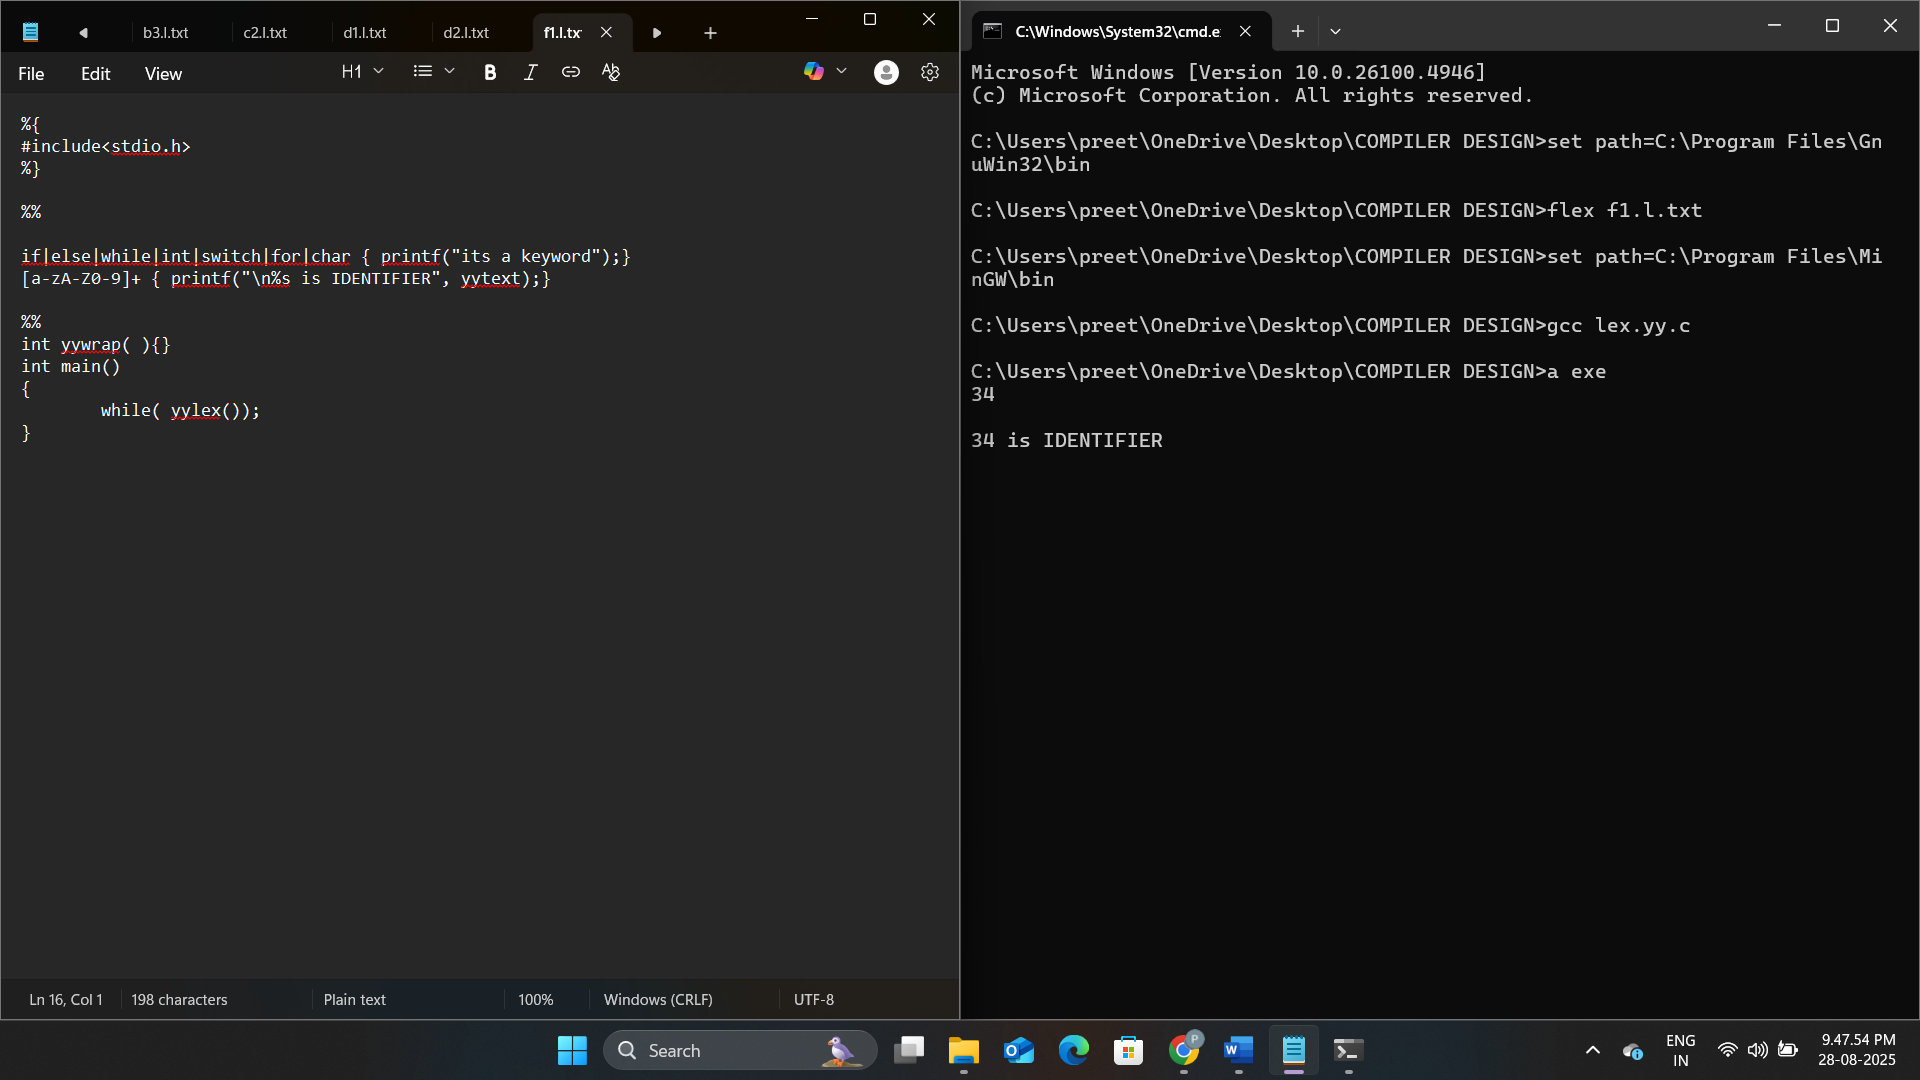 b3.l.txt
c2.l.txt
d1.l.txt
d2.l.txt
f1.l.txt
File
Edit
View
H1
B
I
%{
#include<stdio.h>
%}
%%
if|else|while|int|switch|for|char { printf("its a keyword");}
[a-zA-Z0-9]+ { printf("\n%s is IDENTIFIER", yytext);}
%%
int yywrap( ){}
int main()
{
while( yylex());
}
Ln 16, Col 1
198 characters
Plain text
100%
Windows (CRLF)
UTF-8
C:\Windows\System32\cmd.e
Microsoft Windows [Version 10.0.26100.4946]
(c) Microsoft Corporation. All rights reserved.
C:\Users\preet\OneDrive\Desktop\COMPILER DESIGN>set path=C:\Program Files\Gn
uWin32\bin
C:\Users\preet\OneDrive\Desktop\COMPILER DESIGN>flex f1.l.txt
C:\Users\preet\OneDrive\Desktop\COMPILER DESIGN>set path=C:\Program Files\Mi
nGW\bin
C:\Users\preet\OneDrive\Desktop\COMPILER DESIGN>gcc lex.yy.c
C:\Users\preet\OneDrive\Desktop\COMPILER DESIGN>a exe
34
34 is IDENTIFIER
Search
P
ENG
IN
9.47.54 PM
28-08-2025